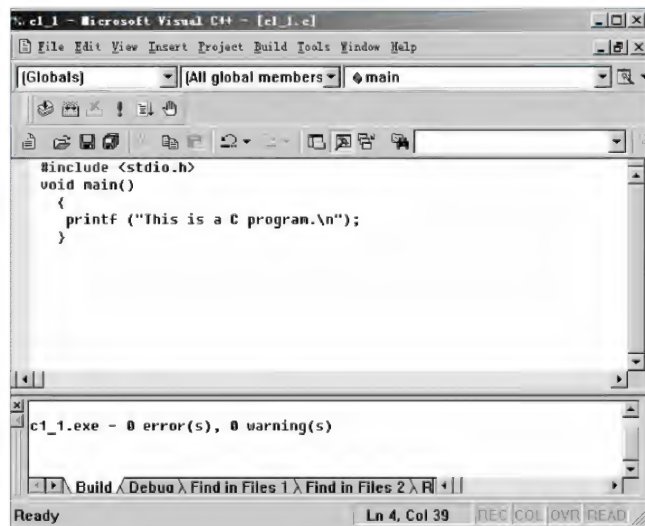 c1_1 - Microsoft Visual C++ - [c1_1.c]
File Edit View Insert Project Build Tools Window Help
(Globals) (All global members main
#include <stdio.h>
void main()
{
printf ("This is a C program.\n");
}
c1_1.exe - 0 error(s), 0 warning(s)
Build Debug Find in Files 1 Find in Files 2 R
Ready Ln 4, Col 39 REC COL OVR READ